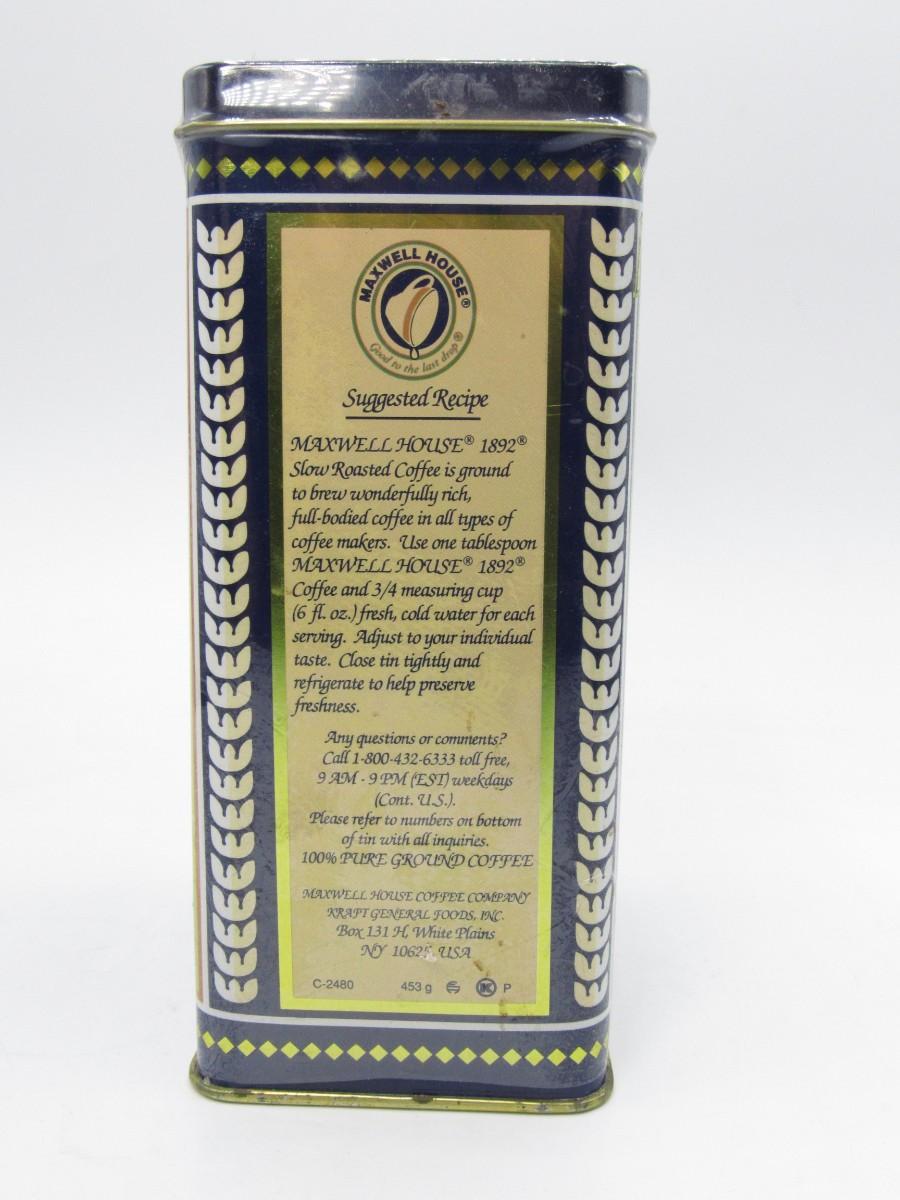 MAXWELL HOUSE®
Good to the last drop®
Suggested Recipe
MAXWELL HOUSE® 1892®
Slow Roasted Coffee is ground
to brew wonderfully rich,
full-bodied coffee in all types of
coffee makers. Use one tablespoon
MAXWELL HOUSE® 1892®
Coffee and 3/4 measuring cup
(6 fl. oz.) fresh, cold water for each
serving. Adjust to your individual
taste. Close tin tightly and
refrigerate to help preserve
freshness.
Any questions or comments?
Call 1-800-432-6333 toll free,
9 AM - 9 PM (EST) weekdays
(Cont. U.S.).
Please refer to numbers on bottom
of tin with all inquiries.
100% PURE GROUND COFFEE
MAXWELL HOUSE COFFEE COMPANY
KRAFT GENERAL FOODS, INC.
Box 131 H, White Plains
NY USA
C-2480 453 g K P